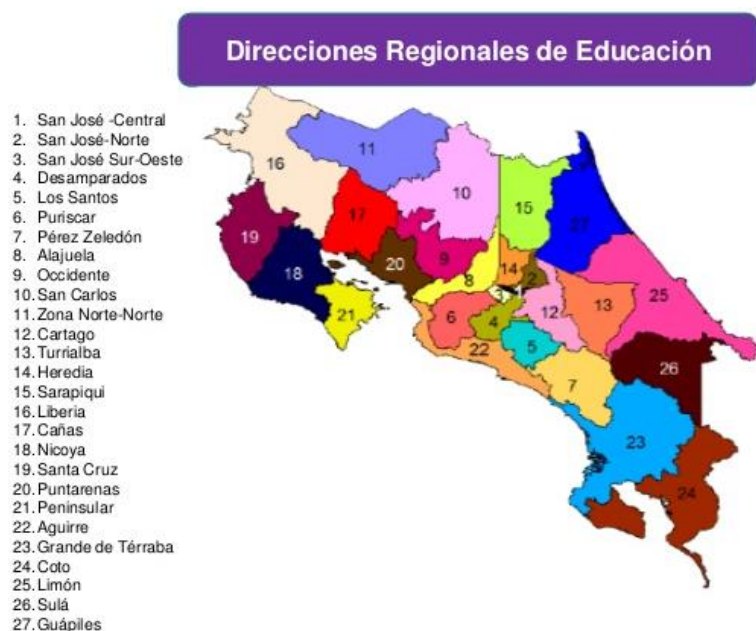 Direcciones Regionales de Educación
1. San José -Central
2. San José-Norte
3. San José Sur-Oeste
4. Desamparados
5. Los Santos
6. Puriscar
7. Pérez Zeledón
8. Alajuela
9. Occidente
10. San Carlos
11. Zona Norte-Norte
12. Cartago
13. Turrialba
14. Heredia
15. Sarapiqui
16. Liberia
17. Cañas
18. Nicoya
19. Santa Cruz
20. Puntarenas
21. Peninsular
22. Aguirre
23. Grande de Térraba
24. Coto
25. Limón
26. Sulá
27. Guápiles
11
16
10
15
17
19
27
9
20
14
2
18
8
25
3
12
13
21
6
4
5
22
26
7
23
24